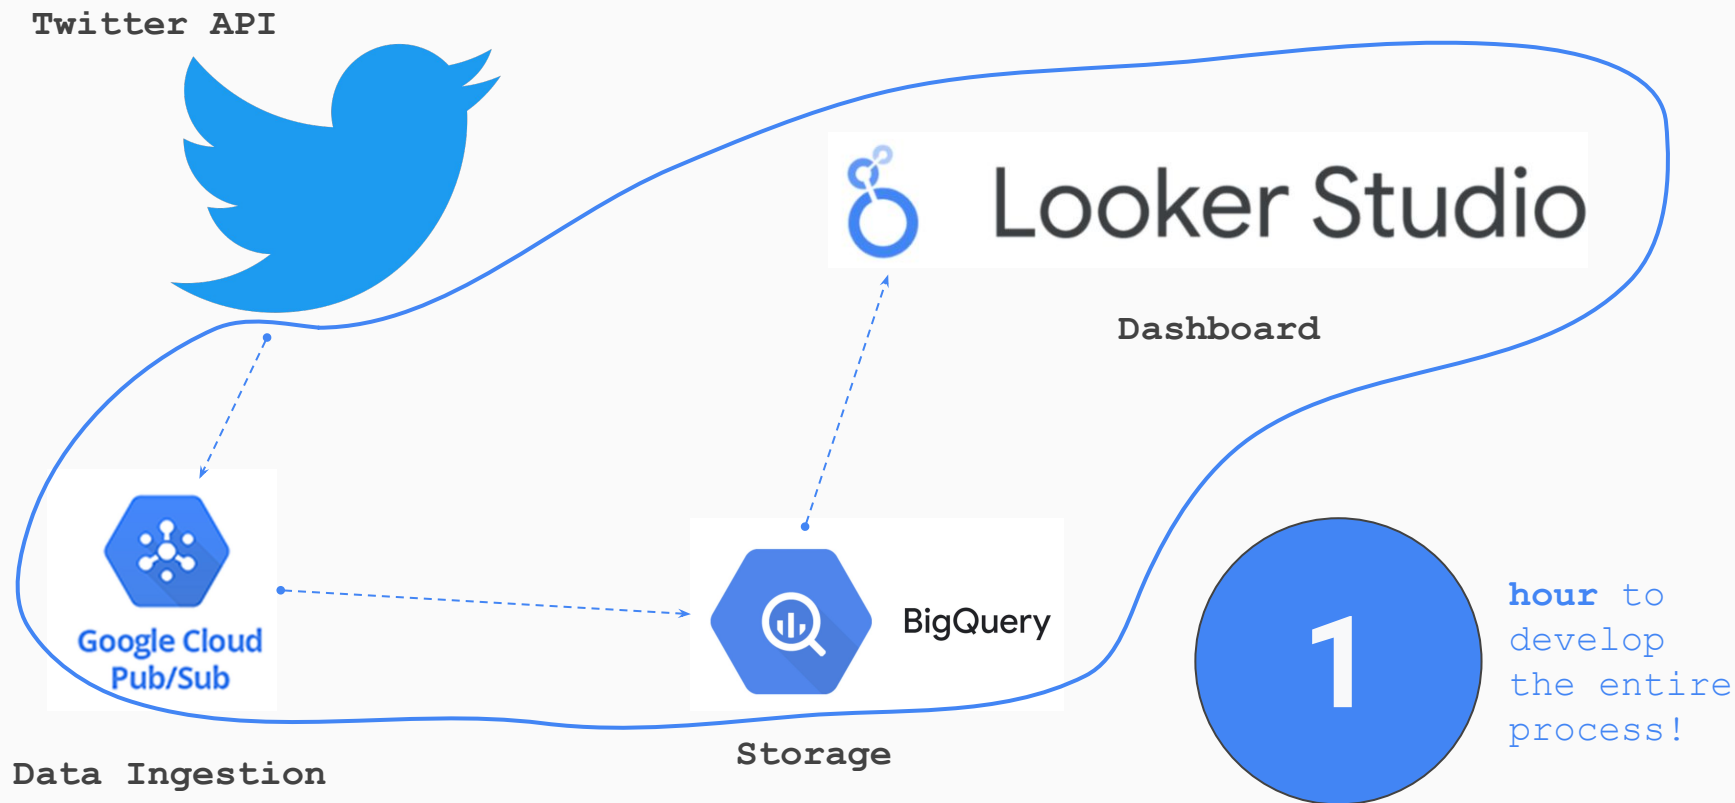 Twitter API
Looker Studio
Dashboard
Google Cloud
Pub/Sub
BigQuery
1
hour to
develop
the entire
process!
Storage
Data Ingestion